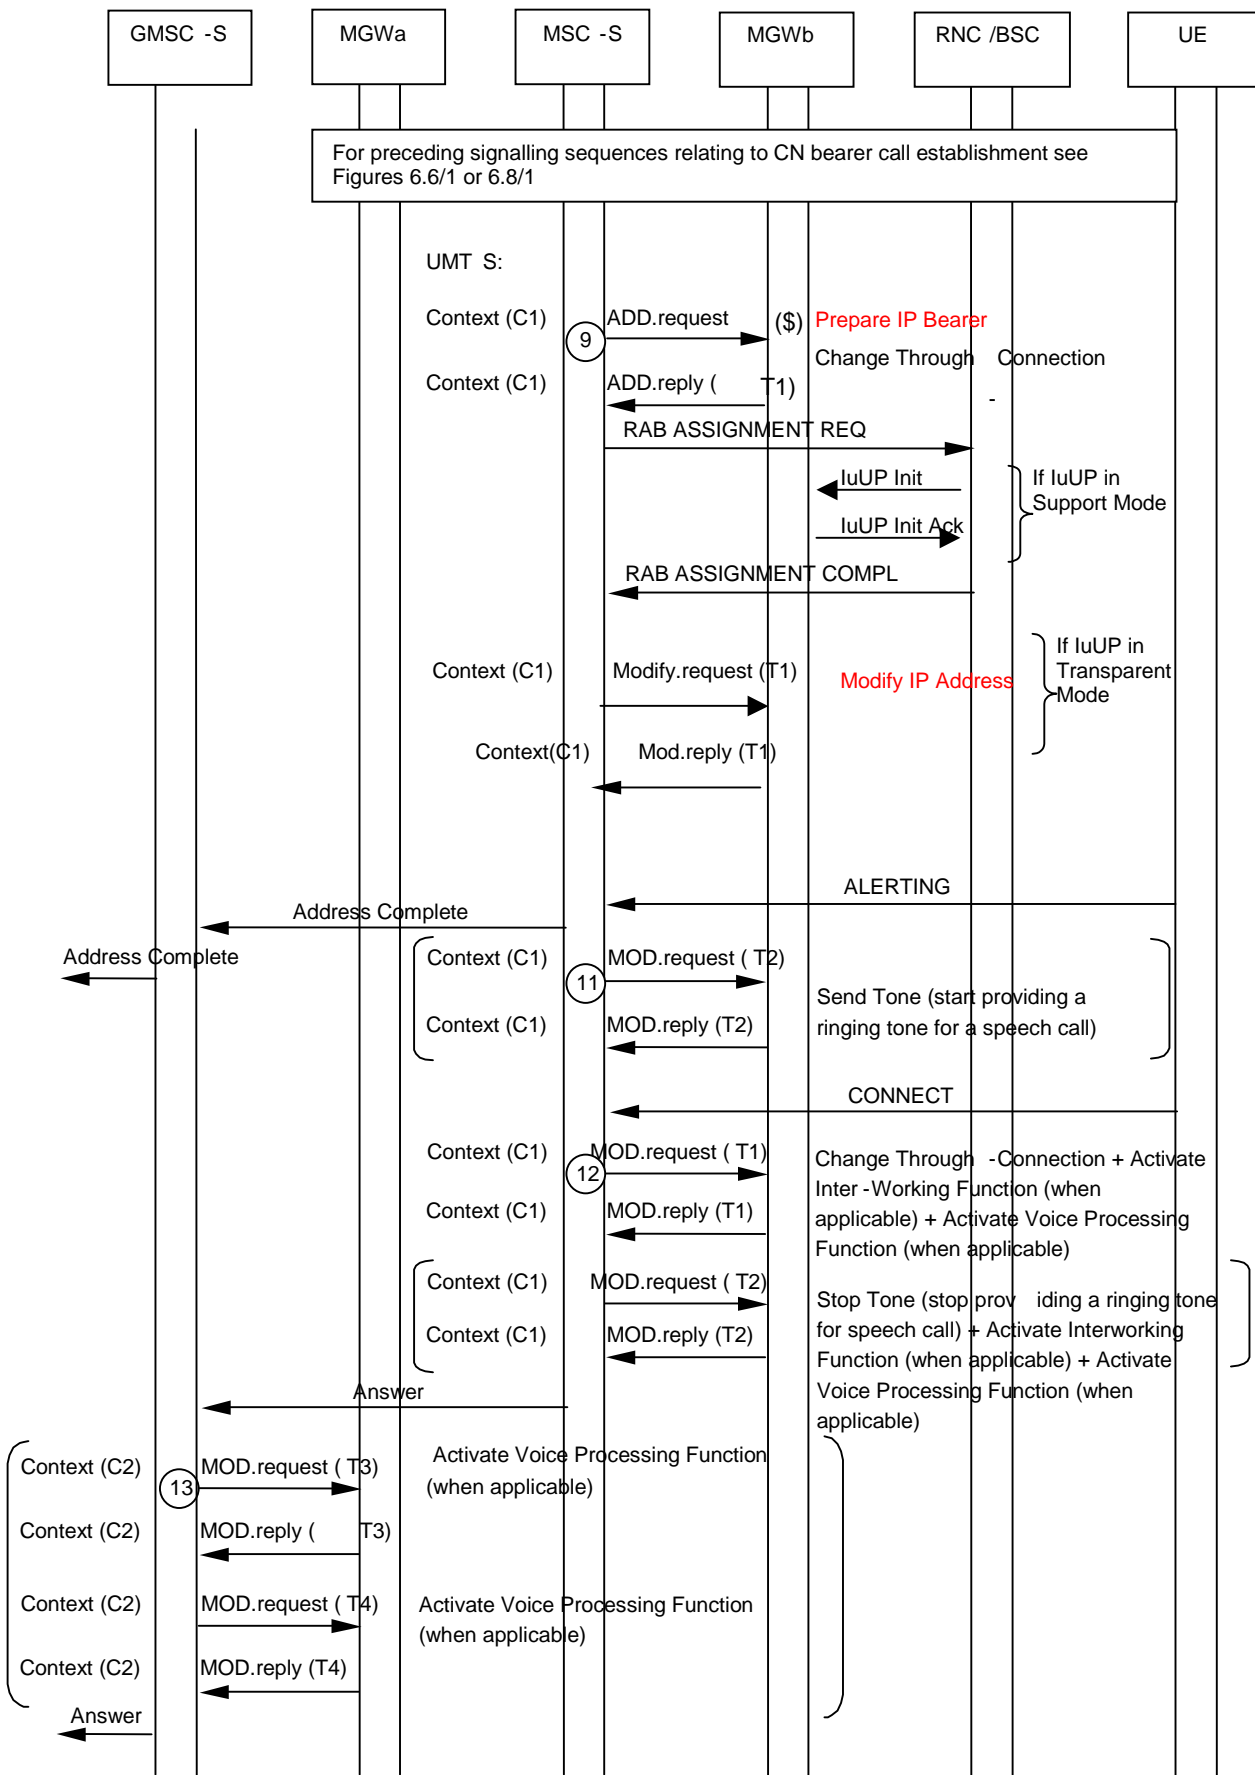 GMSC -S
MGWa
MSC -S
MGWb
RNC /BSC
UE
For preceding signalling sequences relating to CN bearer call establishment see
Figures 6.6/1 or 6.8/1
UMT S:
Context (C1)
9
ADD.request
($)
Prepare IP Bearer
Change Through Connection
-
Context (C1)
ADD.reply ( T1)
RAB ASSIGNMENT REQ
IuUP Init
IuUP Init Ack
If IuUP in
Support Mode
RAB ASSIGNMENT COMPL
Context (C1)
Modify.request (T1)
Modify IP Address
If IuUP in
Transparent
Mode
Context(C1)
Mod.reply (T1)
ALERTING
Address Complete
Address Complete
Context (C1)
11
MOD.request ( T2)
Send Tone (start providing a
ringing tone for a speech call)
Context (C1)
MOD.reply (T2)
CONNECT
Context (C1)
12
MOD.request ( T1)
Change Through -Connection + Activate
Inter -Working Function (when
applicable) + Activate Voice Processing
Function (when applicable)
Context (C1)
MOD.reply (T1)
Context (C1)
MOD.request ( T2)
Stop Tone (stop prov iding a ringing tone
for speech call) + Activate Interworking
Function (when applicable) + Activate
Voice Processing Function (when
applicable)
Context (C1)
MOD.reply (T2)
Answer
Context (C2)
13
MOD.request ( T3)
Activate Voice Processing Function
(when applicable)
Context (C2)
MOD.reply ( T3)
Context (C2)
MOD.request ( T4)
Activate Voice Processing Function
(when applicable)
Context (C2)
MOD.reply (T4)
Answer